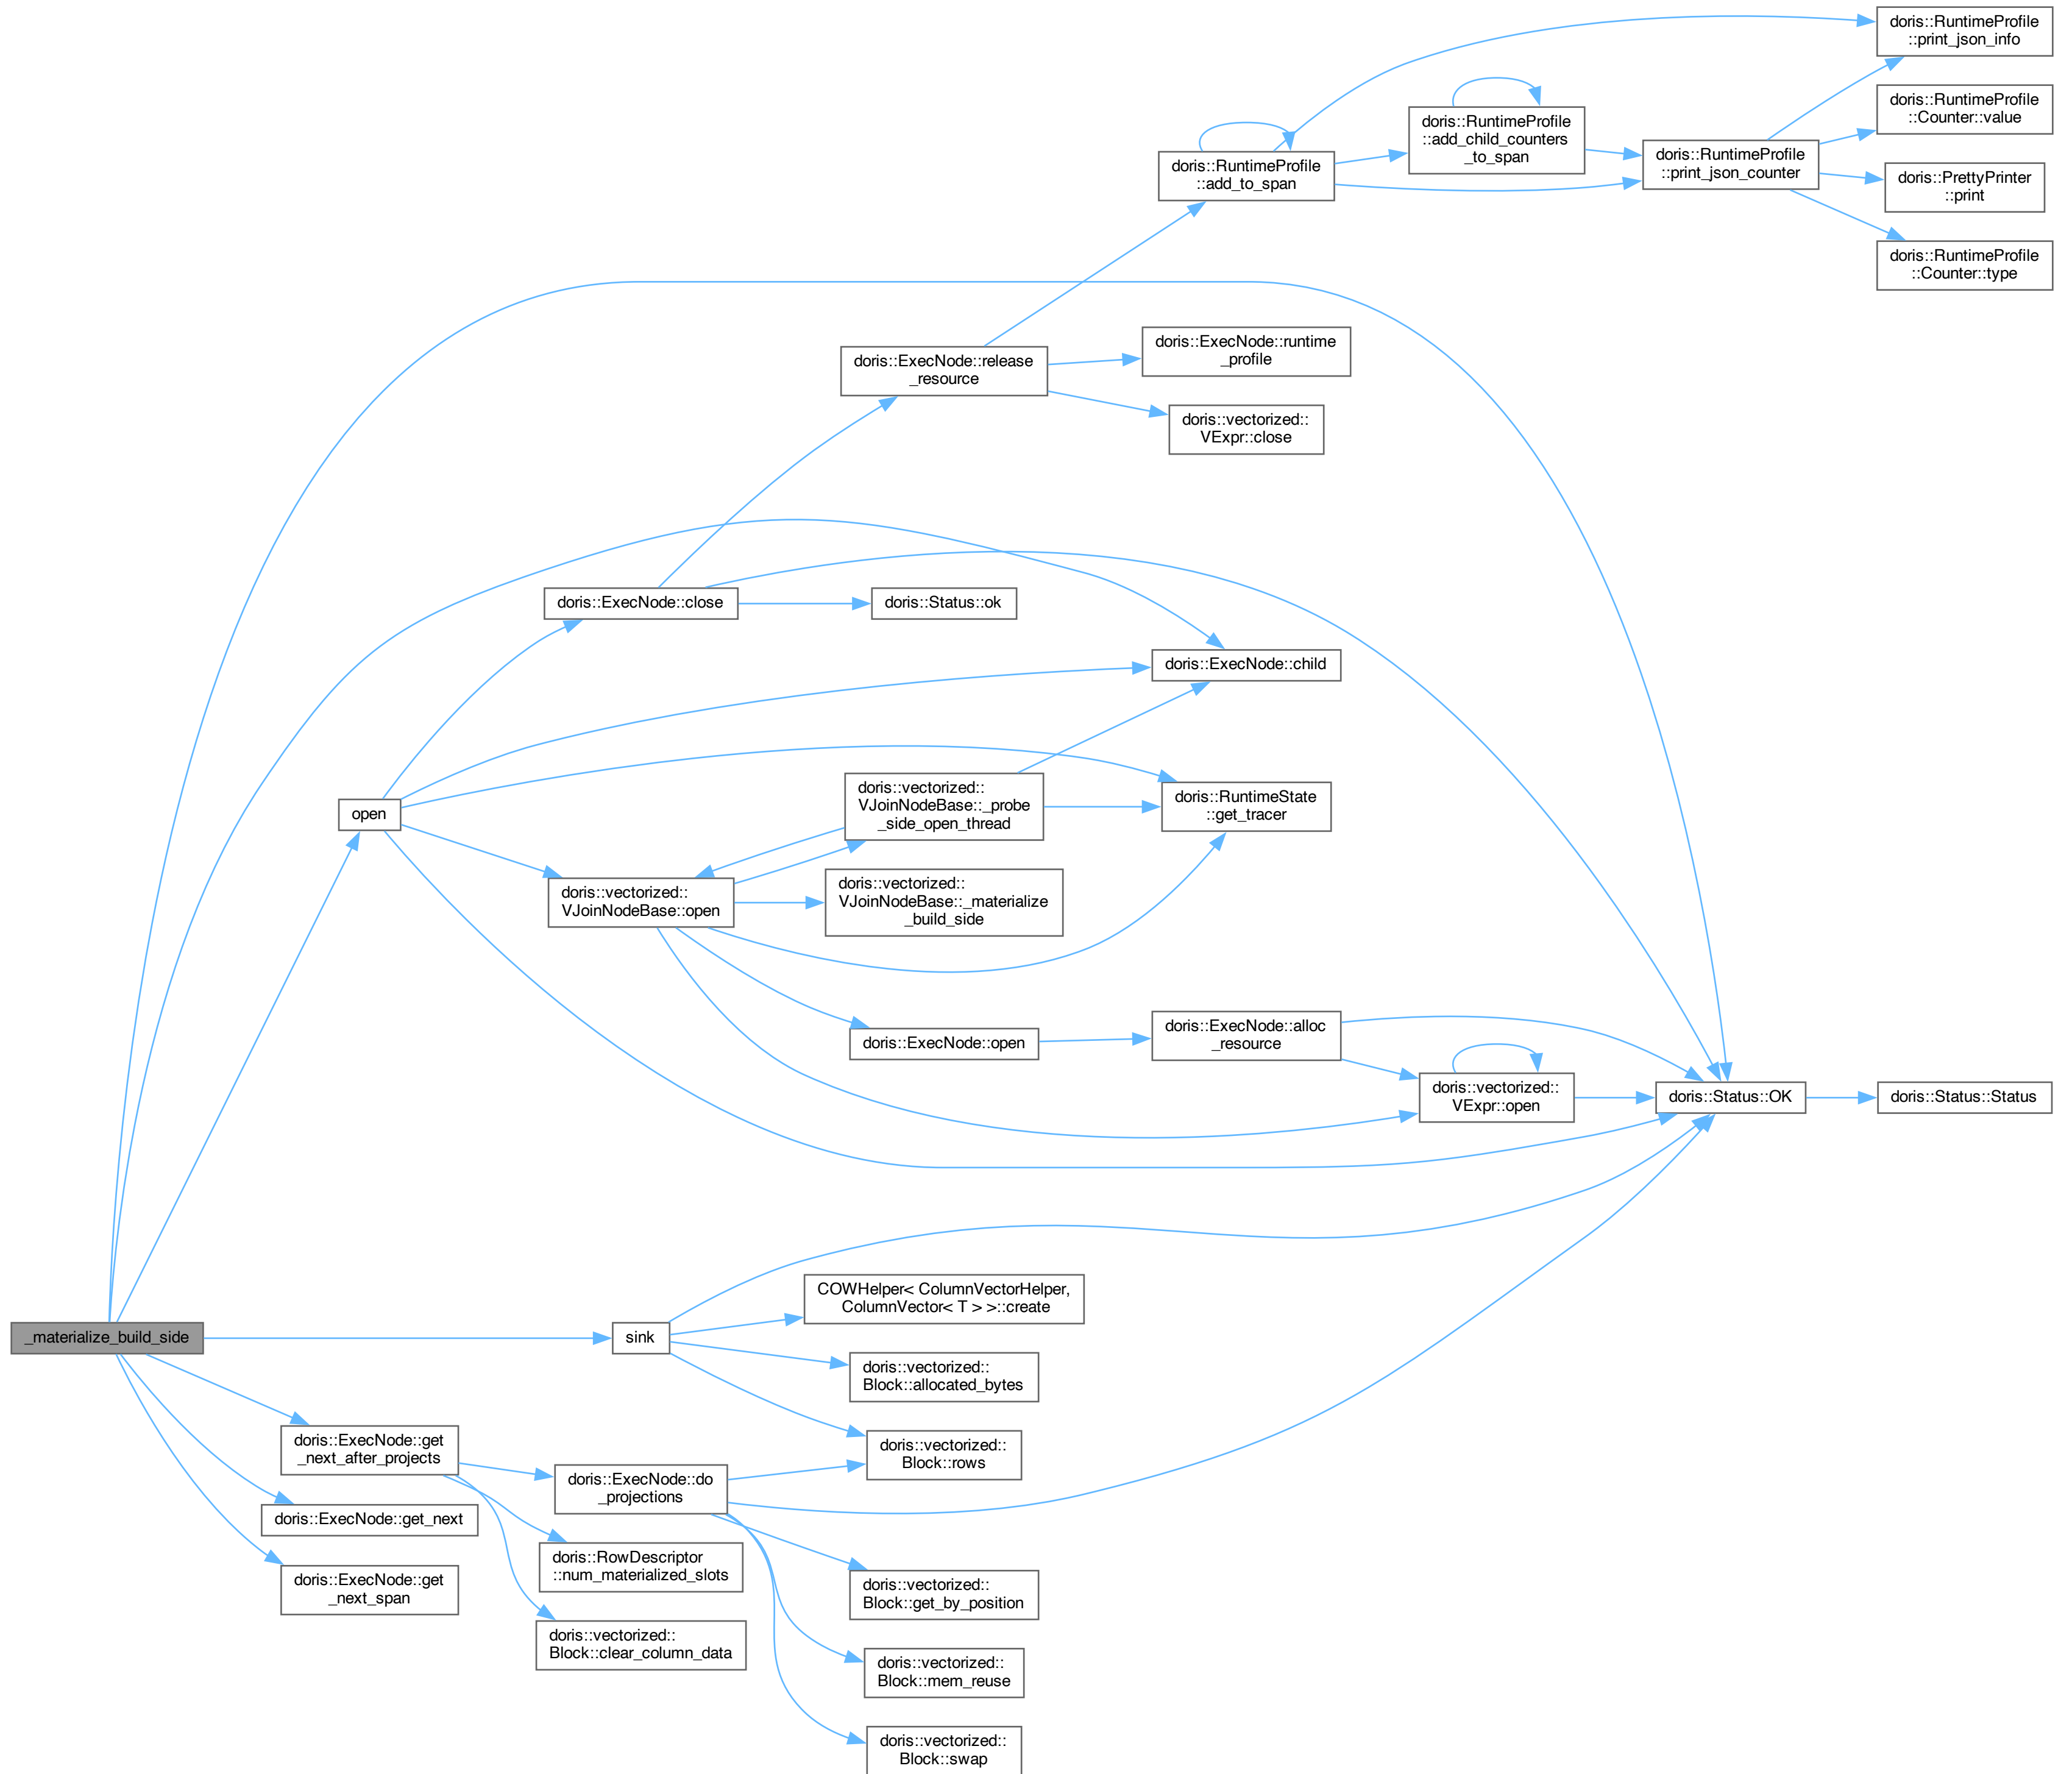 doris::RuntimeProfile
::print_json_info
doris::RuntimeProfile
::Counter::value
doris::RuntimeProfile
::add_child_counters
_to_span
doris::RuntimeProfile
::add_to_span
doris::RuntimeProfile
::print_json_counter
doris::PrettyPrinter
::print
doris::RuntimeProfile
::Counter::type
doris::ExecNode::runtime
_profile
doris::ExecNode::release
_resource
doris::vectorized::
VExpr::close
doris::ExecNode::close
doris::Status::ok
doris::ExecNode::child
open
doris::vectorized::
VJoinNodeBase::_probe
_side_open_thread
doris::RuntimeState
::get_tracer
doris::vectorized::
VJoinNodeBase::open
doris::vectorized::
VJoinNodeBase::_materialize
_build_side
doris::ExecNode::open
doris::ExecNode::alloc
_resource
doris::vectorized::
VExpr::open
doris::Status::OK
doris::Status::Status
_materialize_build_side
sink
COWHelper< ColumnVectorHelper,
ColumnVector< T > >::create
doris::vectorized::
Block::allocated_bytes
doris::vectorized::
Block::rows
doris::ExecNode::get
_next_after_projects
doris::ExecNode::do
_projections
doris::ExecNode::get_next
doris::RowDescriptor
::num_materialized_slots
doris::ExecNode::get
_next_span
doris::vectorized::
Block::get_by_position
doris::vectorized::
Block::clear_column_data
doris::vectorized::
Block::mem_reuse
doris::vectorized::
Block::swap